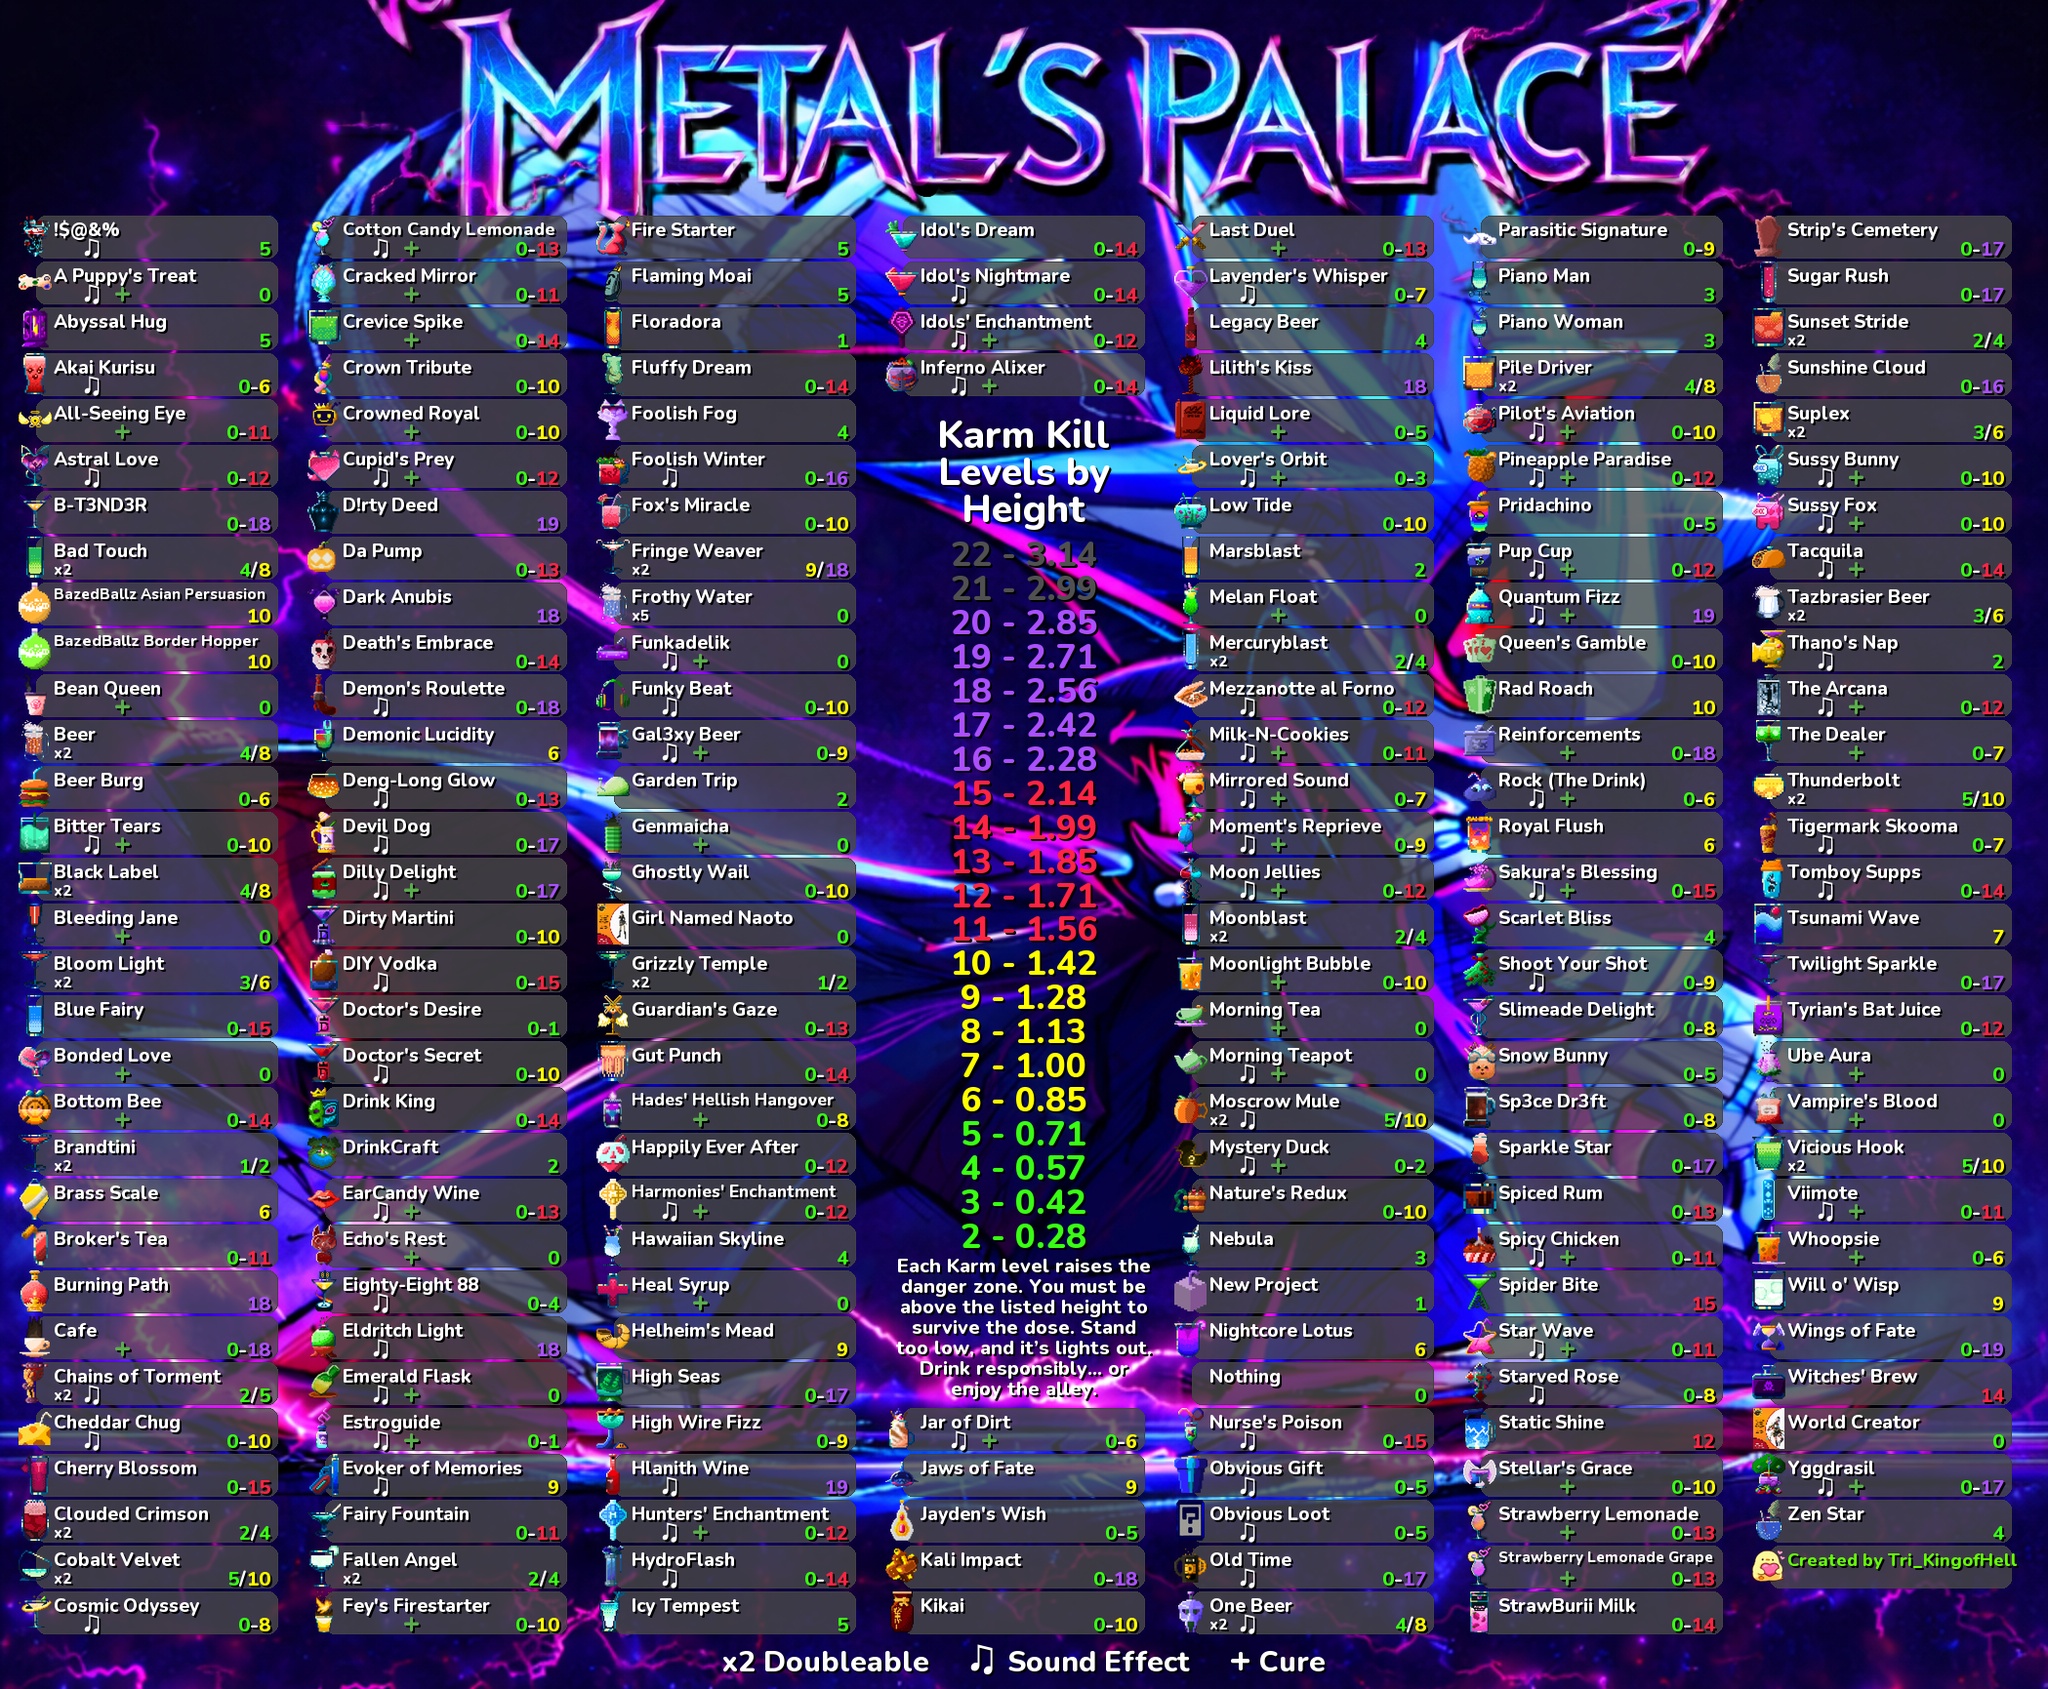 METAL'S PALACE
!$@&%
♫ 5
A Puppy's Treat
♫ + 0
Abyssal Hug
5
Akai Kurisu
♫ 0-6
All-Seeing Eye
+ 0-11
Astral Love
♫ 0-12
B-T3ND3R
0-18
Bad Touch
x2 4/8
BazedBallz Asian Persuasion
10
BazedBallz Border Hopper
10
Bean Queen
+ 0
Beer
x2 4/8
Beer Burg
0-6
Bitter Tears
♫ + 0-10
Black Label
x2 4/8
Bleeding Jane
+ 0
Bloom Light
x2 3/6
Blue Fairy
0-15
Bonded Love
+ 0
Bottom Bee
+ 0-14
Brandtini
x2 1/2
Brass Scale
6
Broker's Tea
0-11
Burning Path
18
Cafe
+ 0-18
Chains of Torment
x2 ♫ 2/5
Cheddar Chug
♫ 0-10
Cherry Blossom
0-15
Clouded Crimson
x2 2/4
Cobalt Velvet
x2 5/10
Cosmic Odyssey
♫ 0-8
Cotton Candy Lemonade
♫ + 0-13
Cracked Mirror
+ 0-11
Crevice Spike
+ 0-14
Crown Tribute
0-10
Crowned Royal
0-10
Cupid's Prey
♫ + 0-12
D!rty Deed
19
Da Pump
0-13
Dark Anubis
18
Death's Embrace
0-14
Demon's Roulette
♫ 0-18
Demonic Lucidity
6
Deng-Long Glow
♫ 0-13
Devil Dog
♫ 0-17
Dilly Delight
♫ + 0-17
Dirty Martini
0-10
DIY Vodka
♫ 0-15
Doctor's Desire
0-1
Doctor's Secret
♫ 0-10
Drink King
0-14
DrinkCraft
2
EarCandy Wine
♫ + 0-13
Echo's Rest
+ 0
Eighty-Eight 88
♫ 0-4
Eldritch Light
♫ 18
Emerald Flask
♫ + 0
Estroguide
♫ + 0-1
Evoker of Memories
♫ 9
Fairy Fountain
0-11
Fallen Angel
x2 2/4
Fey's Firestarter
+ 0-10
Fire Starter
5
Flaming Moai
5
Floradora
1
Fluffy Dream
0-14
Foolish Fog
4
Foolish Winter
♫ 0-16
Fox's Miracle
0-10
Fringe Weaver
x2 9/18
Frothy Water
x5 0
Funkadelik
♫ + 0
Funky Beat
♫ 0-10
Gal3xy Beer
♫ + 0-9
Garden Trip
2
Genmaicha
+ 0
Ghostly Wail
0-10
Girl Named Naoto
0
Grizzly Temple
x2 1/2
Guardian's Gaze
0-13
Gut Punch
0-14
Hades' Hellish Hangover
+ 0-8
Happily Ever After
0-12
Harmonies' Enchantment
♫ + 0-12
Hawaiian Skyline
4
Heal Syrup
+ 0
Helheim's Mead
9
High Seas
0-17
High Wire Fizz
0-9
Hlanith Wine
♫ 19
Hunters' Enchantment
♫ + 0-12
HydroFlash
♫ 0-14
Icy Tempest
5
Idol's Dream
0-14
Idol's Nightmare
♫ 0-14
Idols' Enchantment
♫ + 0-12
Inferno Alixer
♫ + 0-14
Karm Kill
Levels by
Height
22 - 3.14
21 - 2.99
20 - 2.85
19 - 2.71
18 - 2.56
17 - 2.42
16 - 2.28
15 - 2.14
14 - 1.99
13 - 1.85
12 - 1.71
11 - 1.56
10 - 1.42
9 - 1.28
8 - 1.13
7 - 1.00
6 - 0.85
5 - 0.71
4 - 0.57
3 - 0.42
2 - 0.28
Each Karm level raises the
danger zone. You must be
above the listed height to
survive the dose. Stand
too low, and it's lights out.
Drink responsibly... or
enjoy the alley.
Jar of Dirt
♫ + 0-6
Jaws of Fate
9
Jayden's Wish
0-5
Kali Impact
0-18
Kikai
0-10
Last Duel
+ 0-13
Lavender's Whisper
♫ 0-7
Legacy Beer
4
Lilith's Kiss
18
Liquid Lore
+ 0-5
Lover's Orbit
♫ + 0-3
Low Tide
0-10
Marsblast
2
Melan Float
+ 0
Mercuryblast
x2 2/4
Mezzanotte al Forno
♫ 0-12
Milk-N-Cookies
♫ + 0-11
Mirrored Sound
♫ + 0-7
Moment's Reprieve
♫ + 0-9
Moon Jellies
♫ + 0-12
Moonblast
x2 2/4
Moonlight Bubble
+ 0-10
Morning Tea
+ 0
Morning Teapot
♫ + 0
Moscrow Mule
x2 ♫ 5/10
Mystery Duck
♫ + 0-2
Nature's Redux
0-10
Nebula
3
New Project
1
Nightcore Lotus
6
Nothing
0
Nurse's Poison
♫ 0-15
Obvious Gift
♫ 0-5
Obvious Loot
♫ 0-5
Old Time
♫ 0-17
One Beer
x2 ♫ 4/8
Parasitic Signature
0-9
Piano Man
3
Piano Woman
3
Pile Driver
x2 4/8
Pilot's Aviation
♫ + 0-10
Pineapple Paradise
♫ + 0-12
Pridachino
0-5
Pup Cup
♫ + 0-12
Quantum Fizz
♫ + 19
Queen's Gamble
0-10
Rad Roach
10
Reinforcements
+ 0-18
Rock (The Drink)
♫ + 0-6
Royal Flush
6
Sakura's Blessing
♫ + 0-15
Scarlet Bliss
4
Shoot Your Shot
♫ 0-9
Slimeade Delight
0-8
Snow Bunny
0-5
Sp3ce Dr3ft
0-8
Sparkle Star
0-17
Spiced Rum
0-13
Spicy Chicken
♫ + 0-11
Spider Bite
15
Star Wave
♫ + 0-11
Starved Rose
♫ 0-8
Static Shine
12
Stellar's Grace
+ 0-10
Strawberry Lemonade
+ 0-13
Strawberry Lemonade Grape
+ 0-13
StrawBurii Milk
0-14
Strip's Cemetery
0-17
Sugar Rush
0-17
Sunset Stride
x2 2/4
Sunshine Cloud
0-16
Suplex
x2 3/6
Sussy Bunny
♫ + 0-10
Sussy Fox
♫ + 0-10
Tacquila
♫ + 0-14
Tazbrasier Beer
x2 3/6
Thano's Nap
♫ 2
The Arcana
♫ + 0-12
The Dealer
+ 0-7
Thunderbolt
x2 5/10
Tigermark Skooma
♫ 0-7
Tomboy Supps
♫ 0-14
Tsunami Wave
7
Twilight Sparkle
0-17
Tyrian's Bat Juice
0-12
Ube Aura
+ 0
Vampire's Blood
+ 0
Vicious Hook
x2 5/10
Viimote
♫ + 0-11
Whoopsie
+ 0-6
Will o' Wisp
9
Wings of Fate
0-19
Witches' Brew
14
World Creator
0
Yggdrasil
♫ + 0-17
Zen Star
4
Created by Tri_KingofHell
x2 Doubleable ♫ Sound Effect + Cure